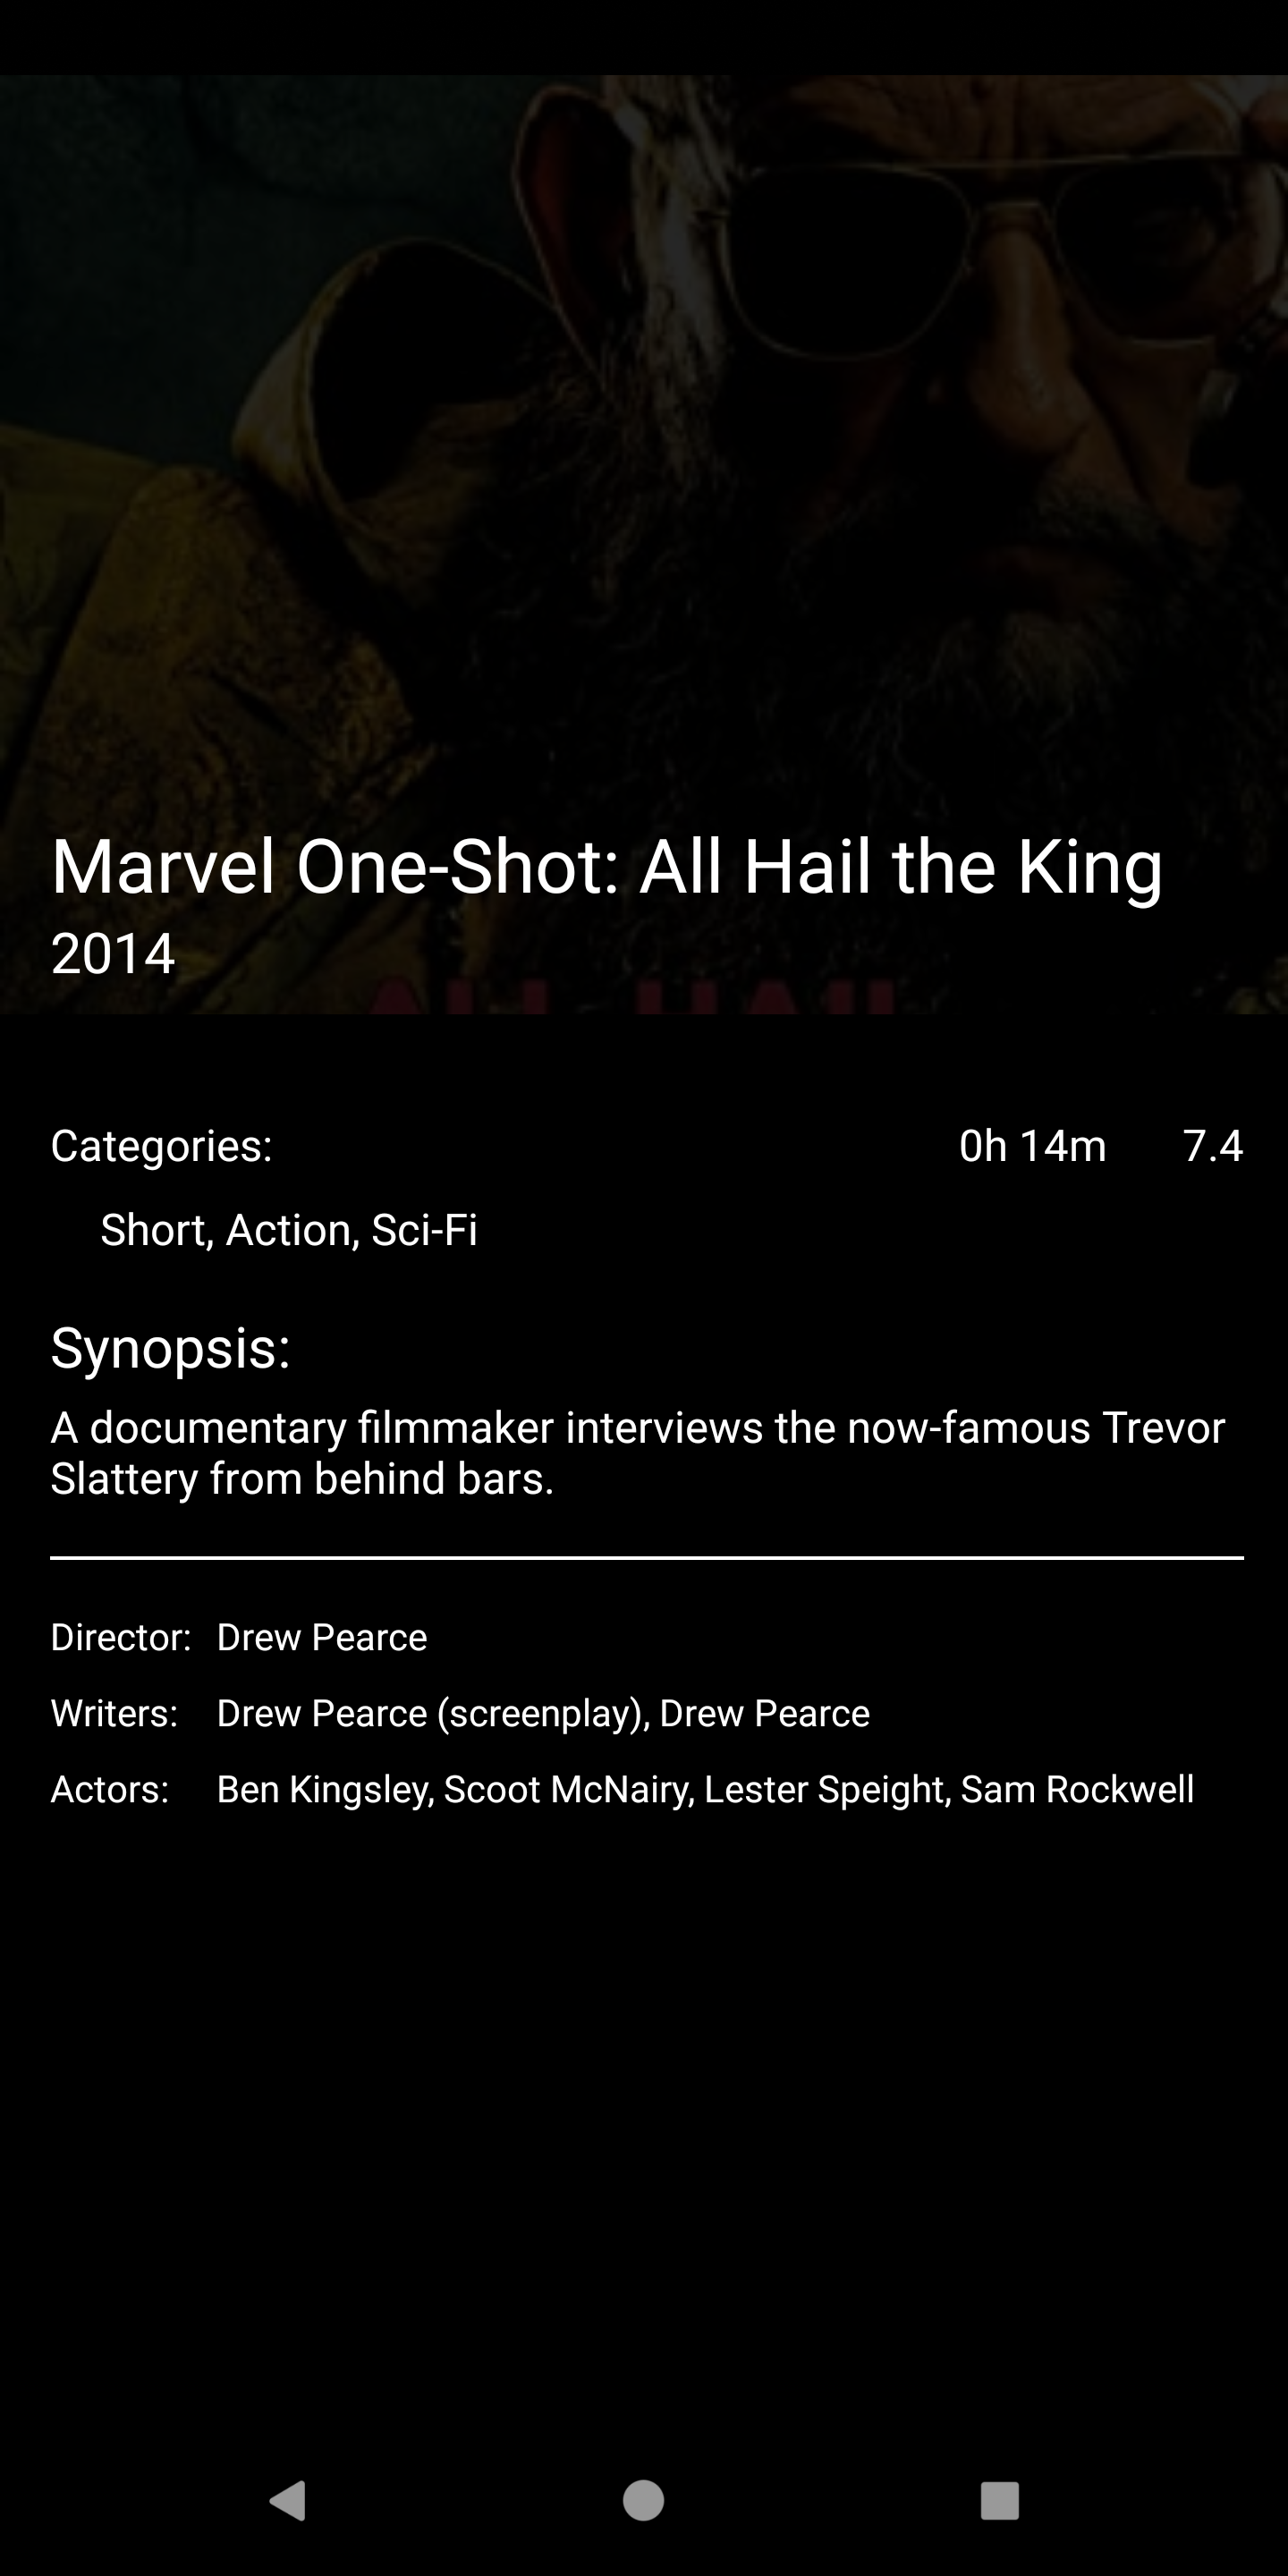 Marvel One-Shot: All Hail the King
2014
ALL HAIL
Categories:
0h 14m
7.4
Short, Action, Sci-Fi
Synopsis:
A documentary filmmaker interviews the now-famous Trevor
Slattery from behind bars.
Director: Drew Pearce
Writers: Drew Pearce (screenplay), Drew Pearce
Actors: Ben Kingsley, Scoot McNairy, Lester Speight, Sam Rockwell